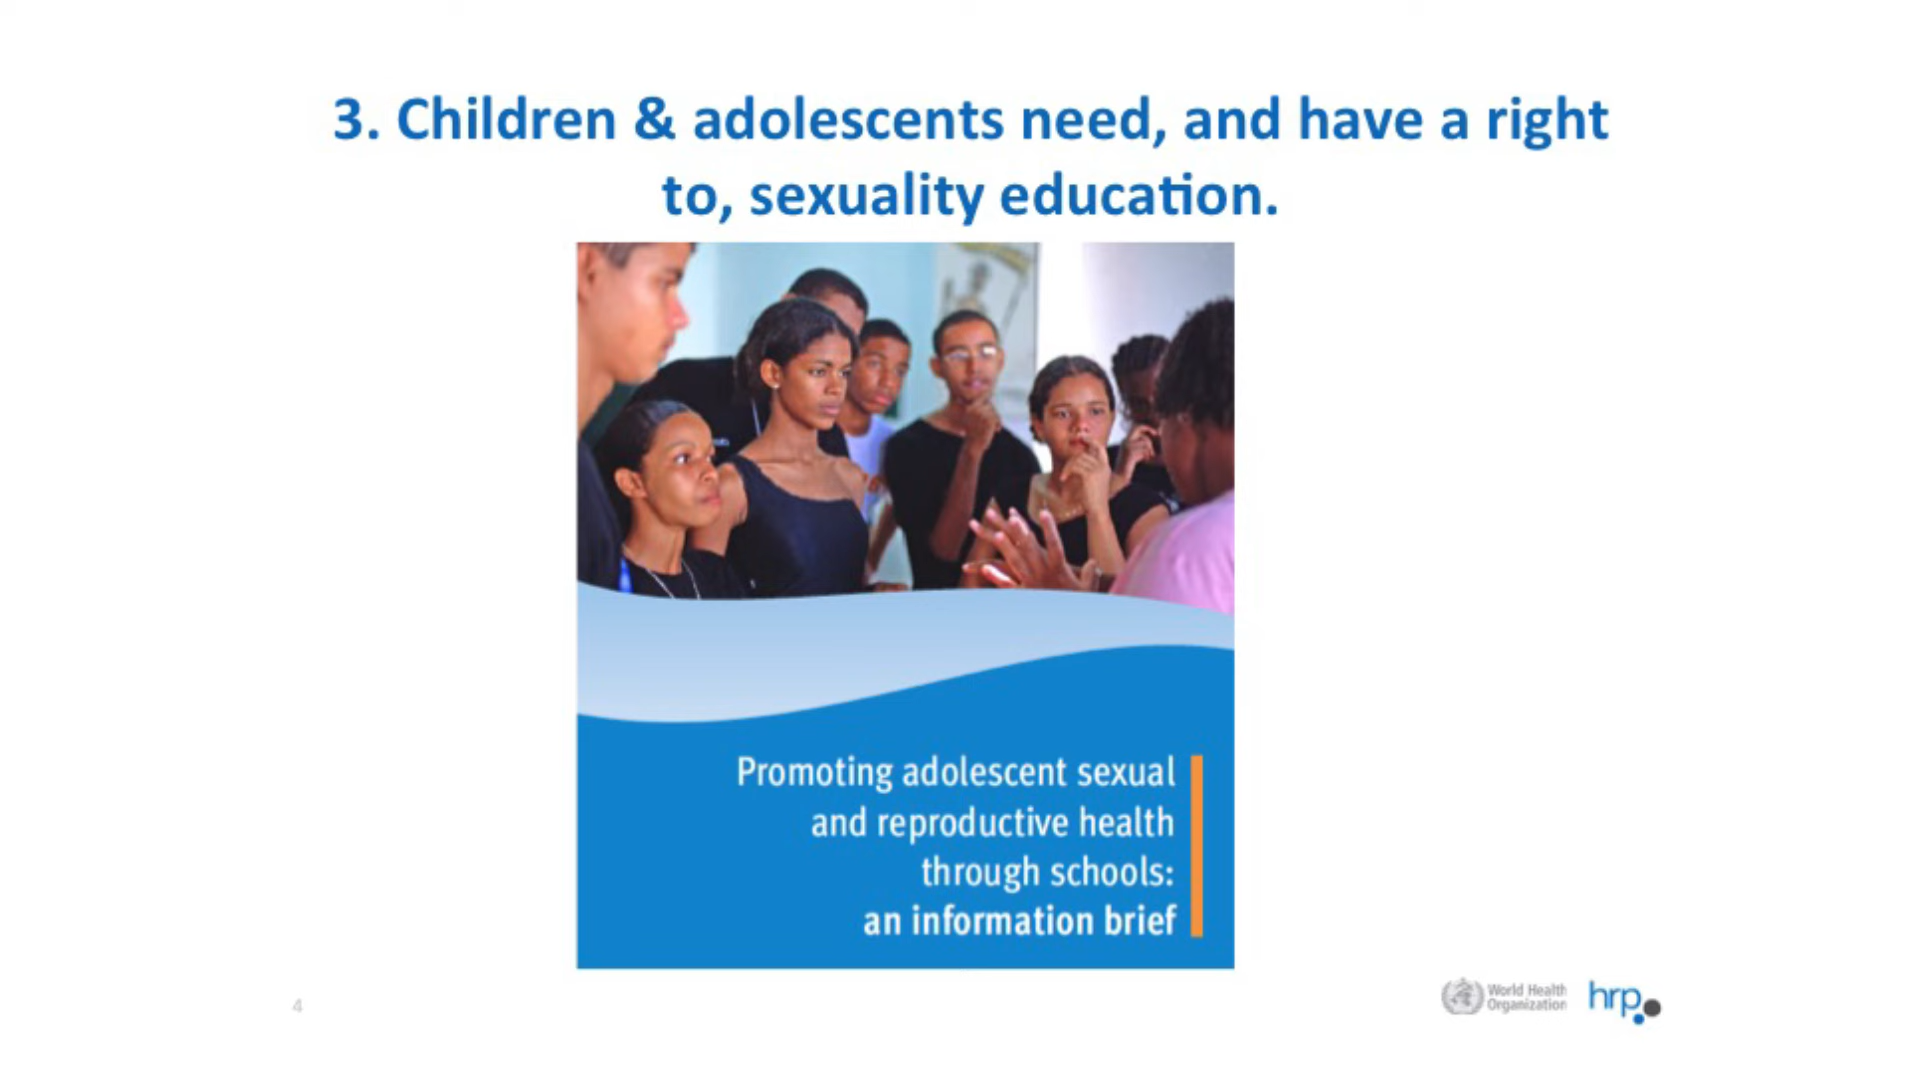 3. Children & adolescents need, and have a right
to, sexuality education.
Promoting adolescent sexual
and reproductive health
through schools:
an information brief
4
World Health
Organization
hrp